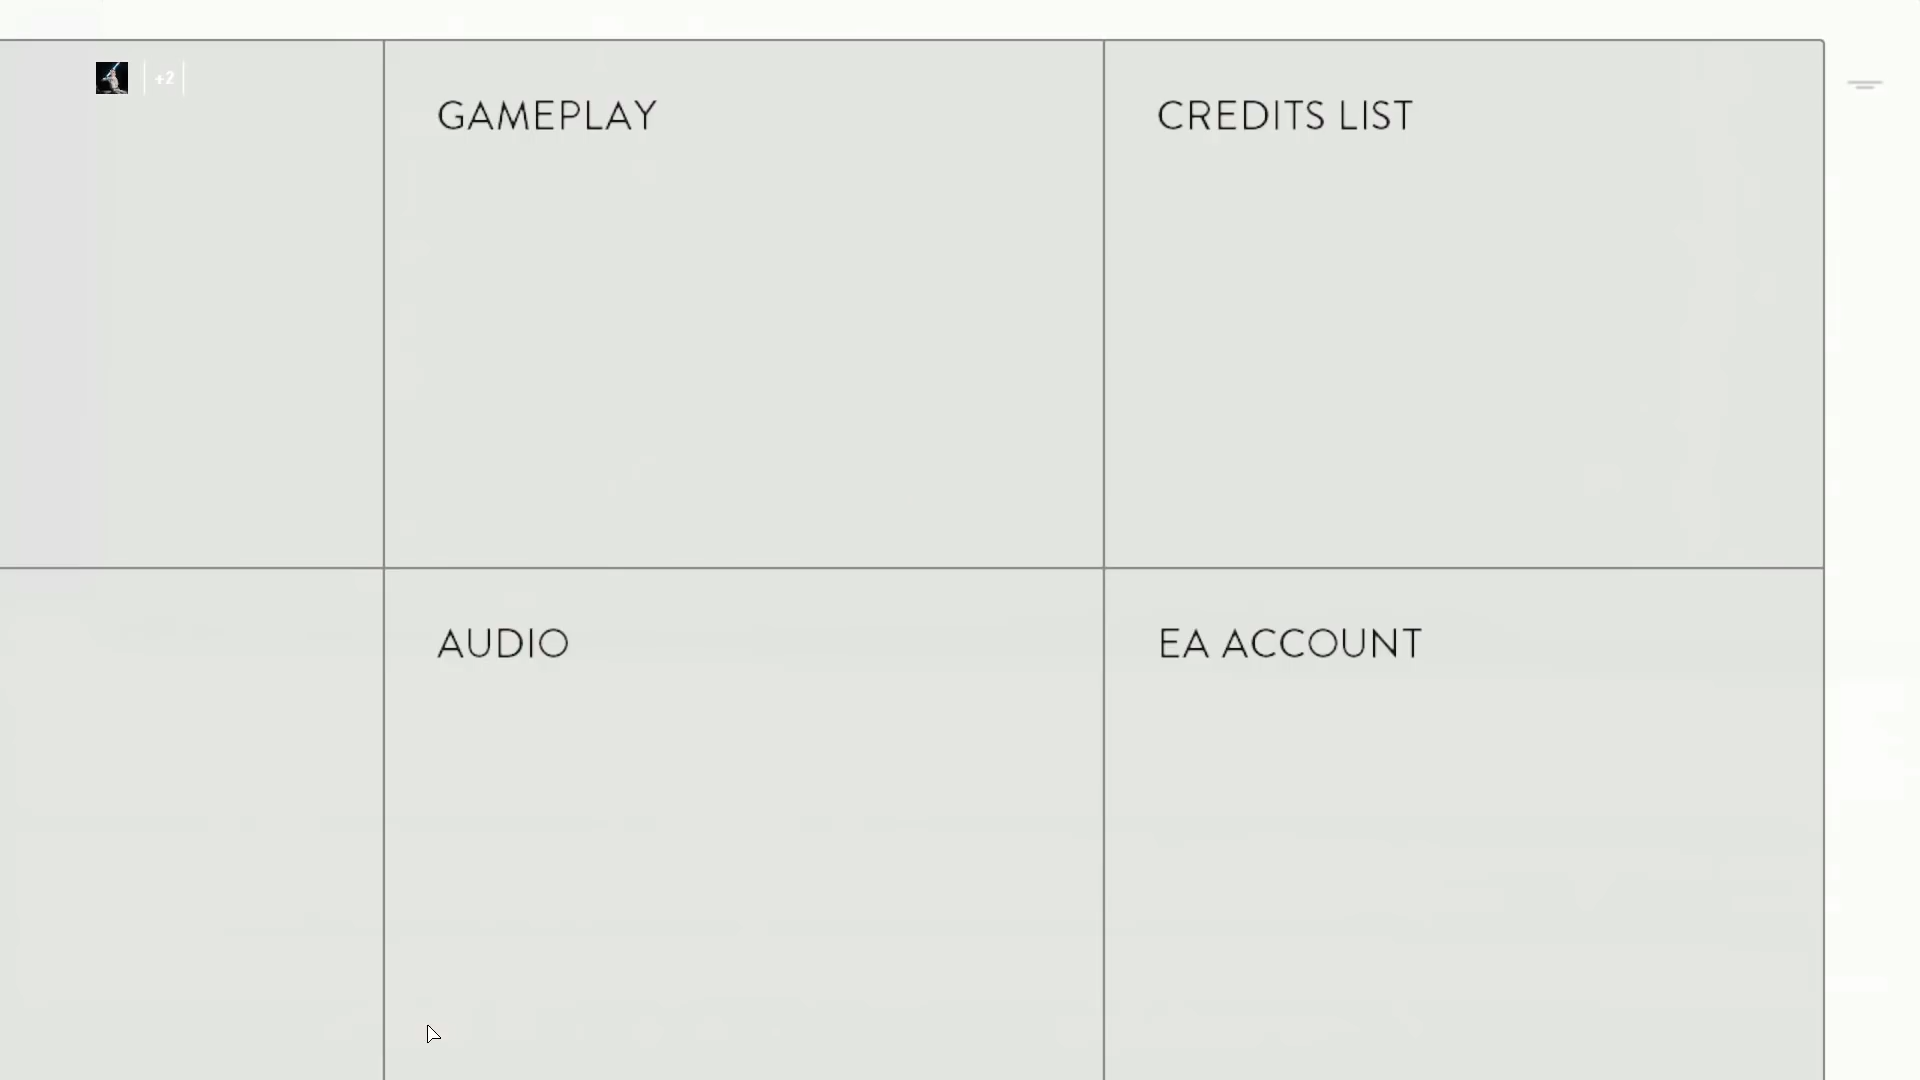 +2
GAMEPLAY
CREDITS LIST
AUDIO
EA ACCOUNT